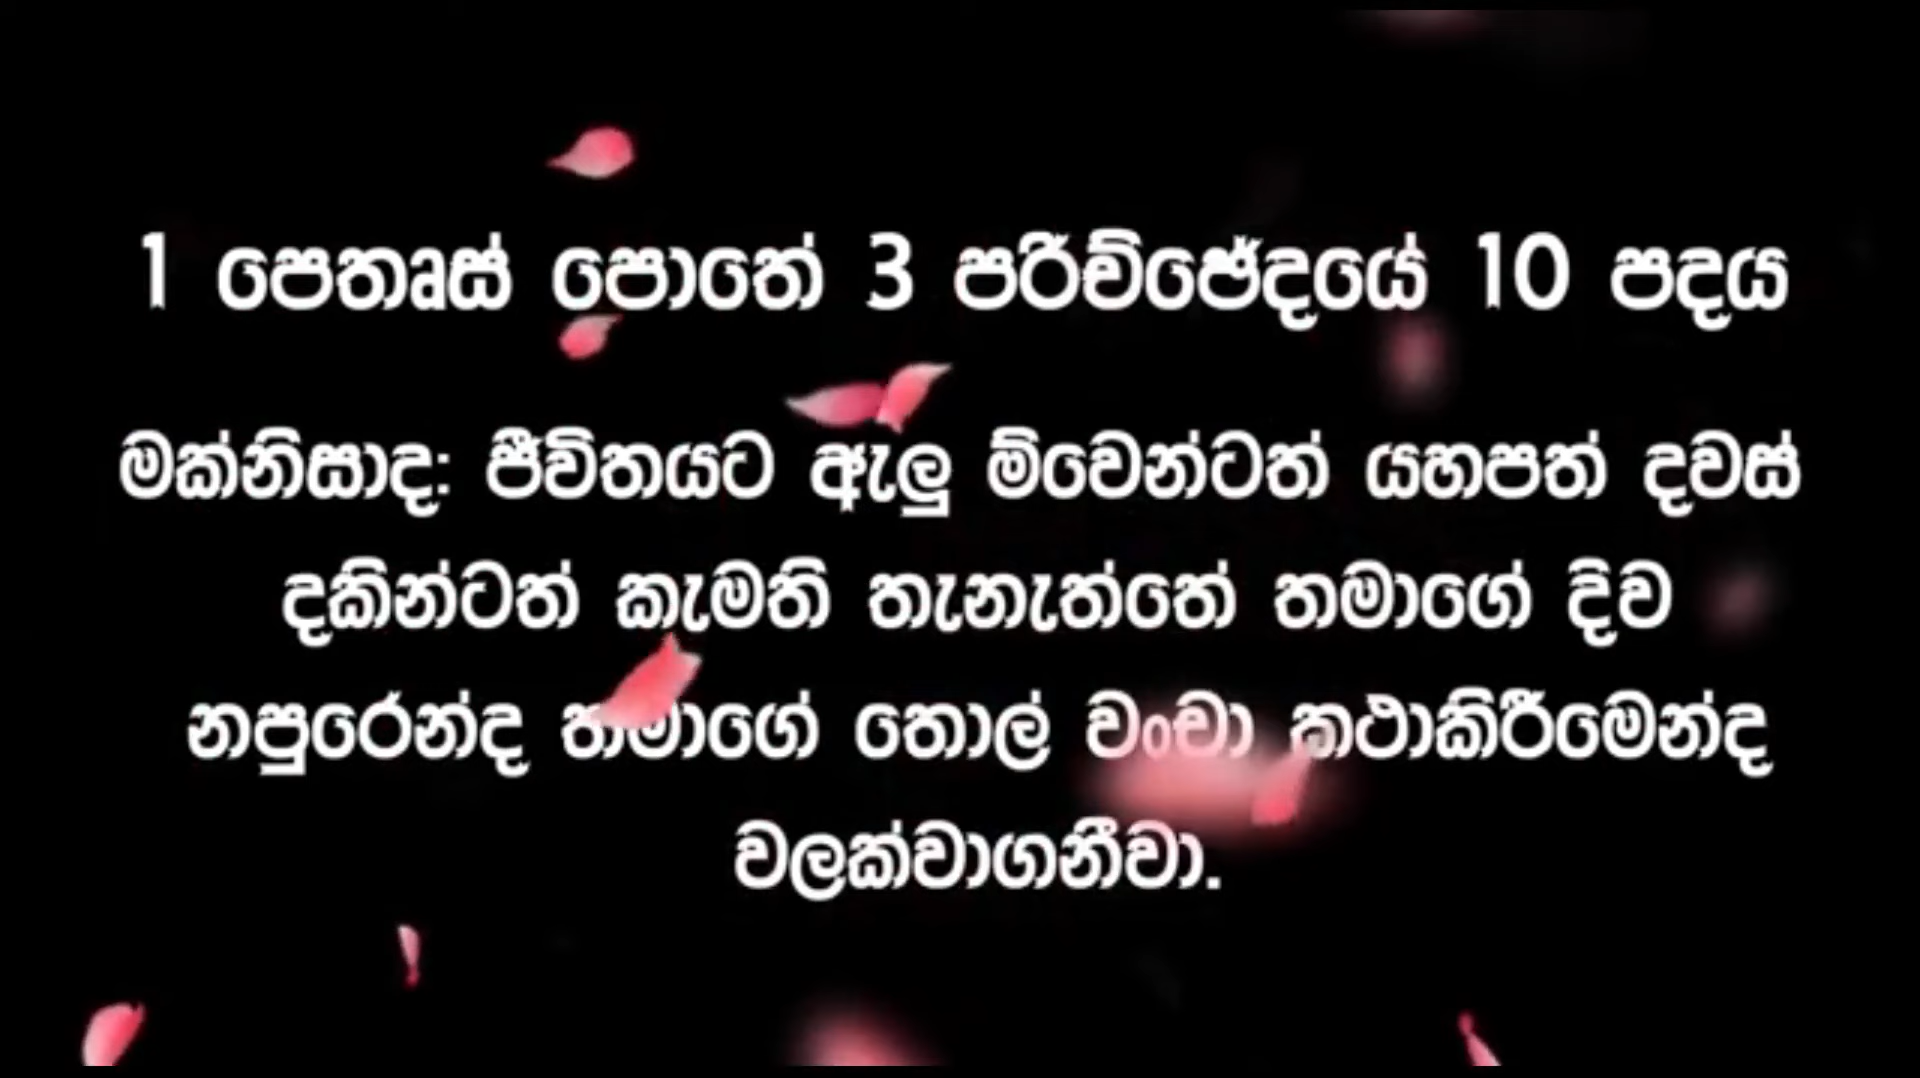 1 පෙතෘස් පොතේ 3 පරිච්ඡේදයේ 10 පදය
මක්නිසාද: ජීවිතයට ඇලු ම්වෙන්ටත් යහපත් දවස්
දකින්ටත් කැමති තැනැත්තේ තමාගේ දිව
නපුරෙන්ද තමාගේ තොල් වංචා කථාකිරීමෙන්ද
වලක්වාගනීවා.